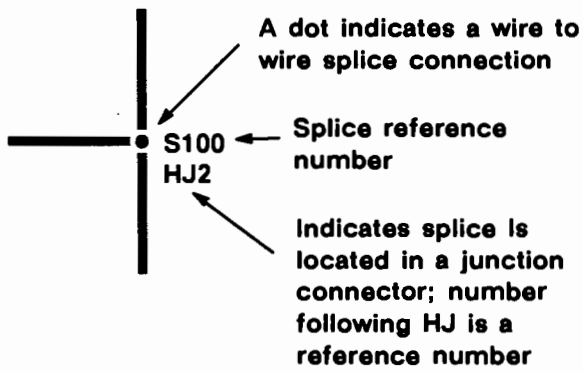 A dot indicates a wire to
wire splice connection
S100
HJ2
Splice reference
number
Indicates splice is
located in a junction
connector; number
following HJ is a
reference number